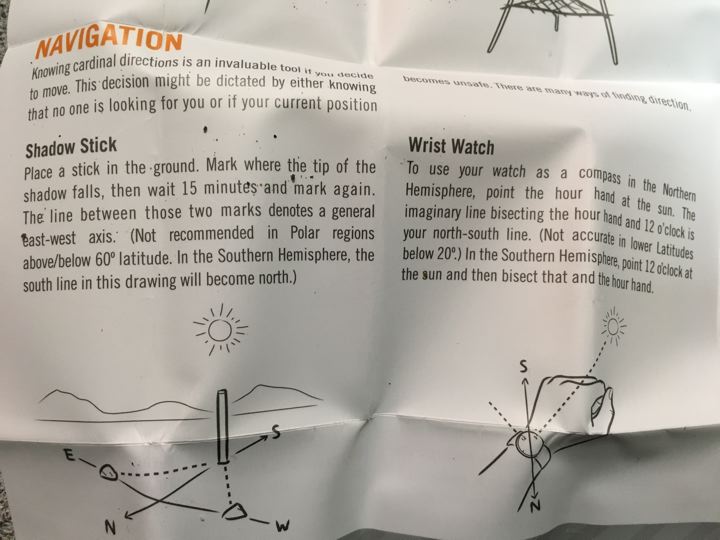 NAVIGATION
Knowing cardinal directions is an invaluable tool if you decide
to move. This decision might be dictated by either knowing
that no one is looking for you or if your current position
becomes unsafe. There are many ways of finding direction.
Shadow Stick
Place a stick in the ground. Mark where the tip of the
shadow falls, then wait 15 minutes and mark again.
The line between those two marks denotes a general
east-west axis. (Not recommended in Polar regions
above/below 60º latitude. In the Southern Hemisphere, the
south line in this drawing will become north.)
E
S
N
W
Wrist Watch
To use your watch as a compass in the Northern
Hemisphere, point the hour hand at the sun. The
imaginary line bisecting the hour hand and 12 o'clock is
your north-south line. (Not accurate in lower Latitudes
below 20º.) In the Southern Hemisphere, point 12 o'clock at
the sun and then bisect that and the hour hand.
S
N